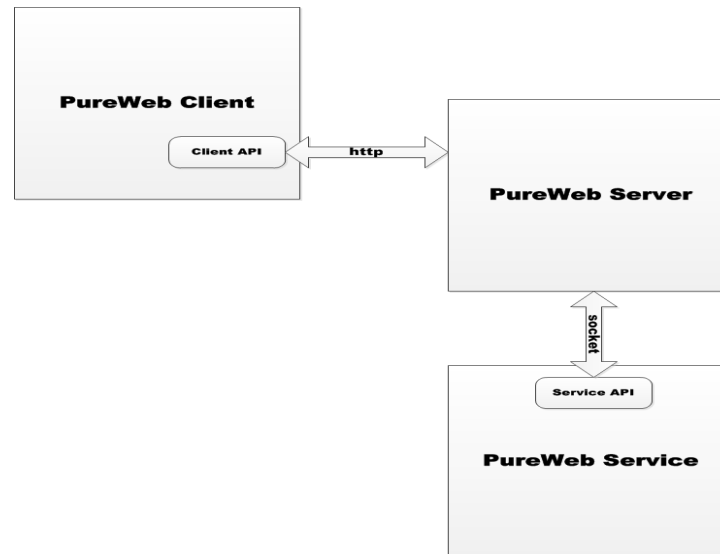 PureWeb Client
Client API
http
PureWeb Server
socket
Service API
PureWeb Service